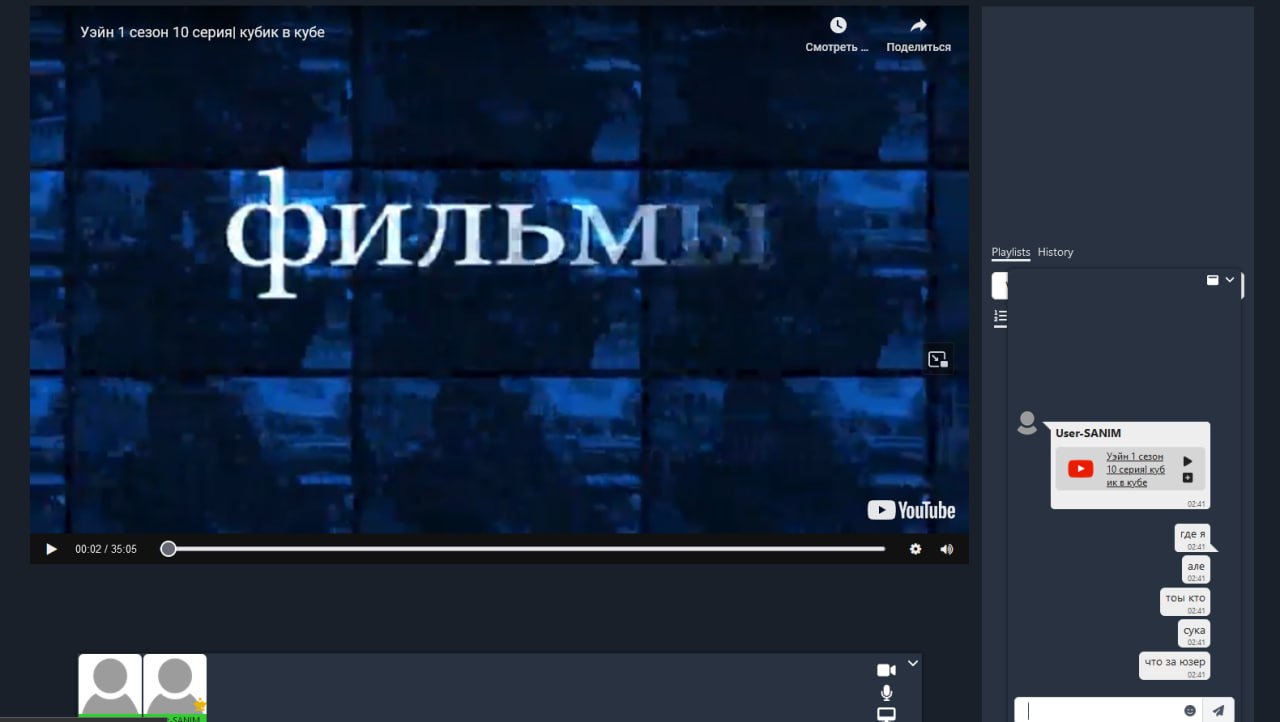 Уэйн 1 сезон 10 серия| кубик в кубе
Смотреть ...
Поделиться
фильмы
YouTube
00:02 / 35:05
Playlists History
User-SANIM
Уэйн 1 сезон
10 серия| куб
ик в кубе
02:41
где я
02:41
але
02:41
тоы кто
02:41
сука
02:41
что за юзер
02:41